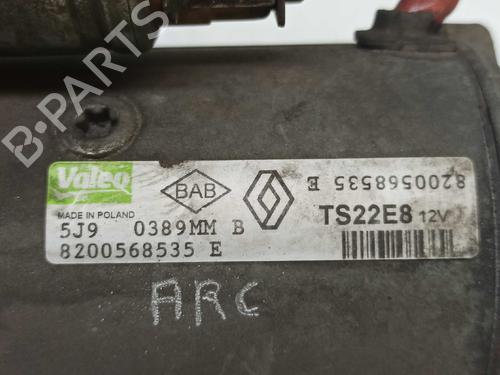 B-PARTS
Valeo
BAB
MADE IN POLAND
5J9 0389MM B
8200568535 E
8200568535 E
TS22E8 12V
ARC